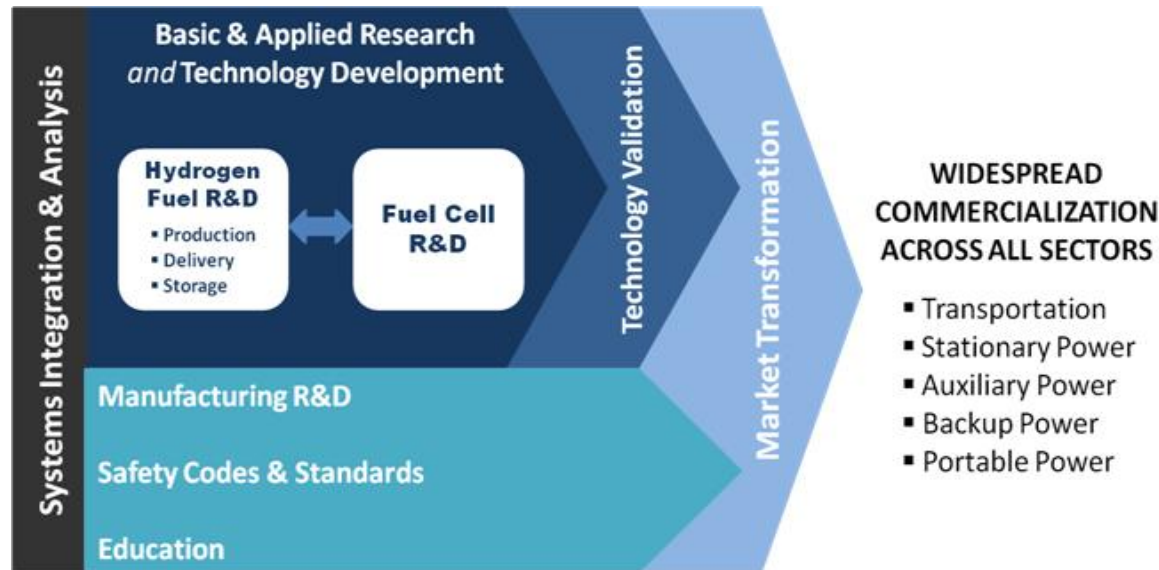 Systems Integration & Analysis
Basic & Applied Research
and Technology Development
Hydrogen
Fuel R&D
▪ Production
▪ Delivery
▪ Storage
Fuel Cell
R&D
Technology Validation
Manufacturing R&D
Safety Codes & Standards
Education
Market Transformation
WIDESPREAD
COMMERCIALIZATION
ACROSS ALL SECTORS
▪ Transportation
▪ Stationary Power
▪ Auxiliary Power
▪ Backup Power
▪ Portable Power